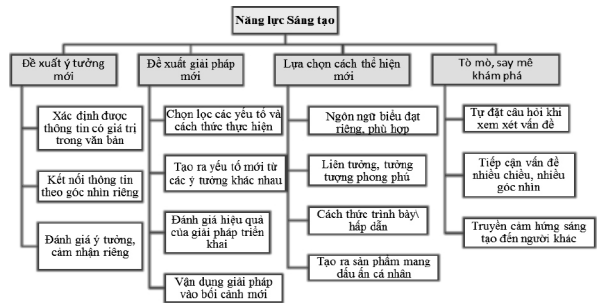 Năng lực Sáng tạo
Đề xuất ý tưởng
mới
Xác định được
thông tin có giá trị
trong văn bản
Kết nối thông tin
theo góc nhìn riêng
Đánh giá ý tưởng,
cảm nhận riêng
Đề xuất giải pháp
mới
Chọn lọc các yếu tố và
cách thức thực hiện
Tạo ra yếu tố mới từ
các ý tưởng khác nhau
Đánh giá hiệu quả
của giải pháp triển
khai
Vận dụng giải pháp
vào bối cảnh mới
Lựa chọn cách thể hiện
mới
Ngôn ngữ biểu đạt
riêng, phù hợp
Liên tưởng, tưởng
tượng phong phú
Cách thức trình bày\
hấp dẫn
Tạo ra sản phẩm mang
dấu ấn cá nhân
Tò mò, say mê
khám phá
Tự đặt câu hỏi khi
xem xét vấn đề
Tiếp cận vấn đề
nhiều chiều, nhiều
góc nhìn
Truyền cảm hứng sáng
tạo đến người khác